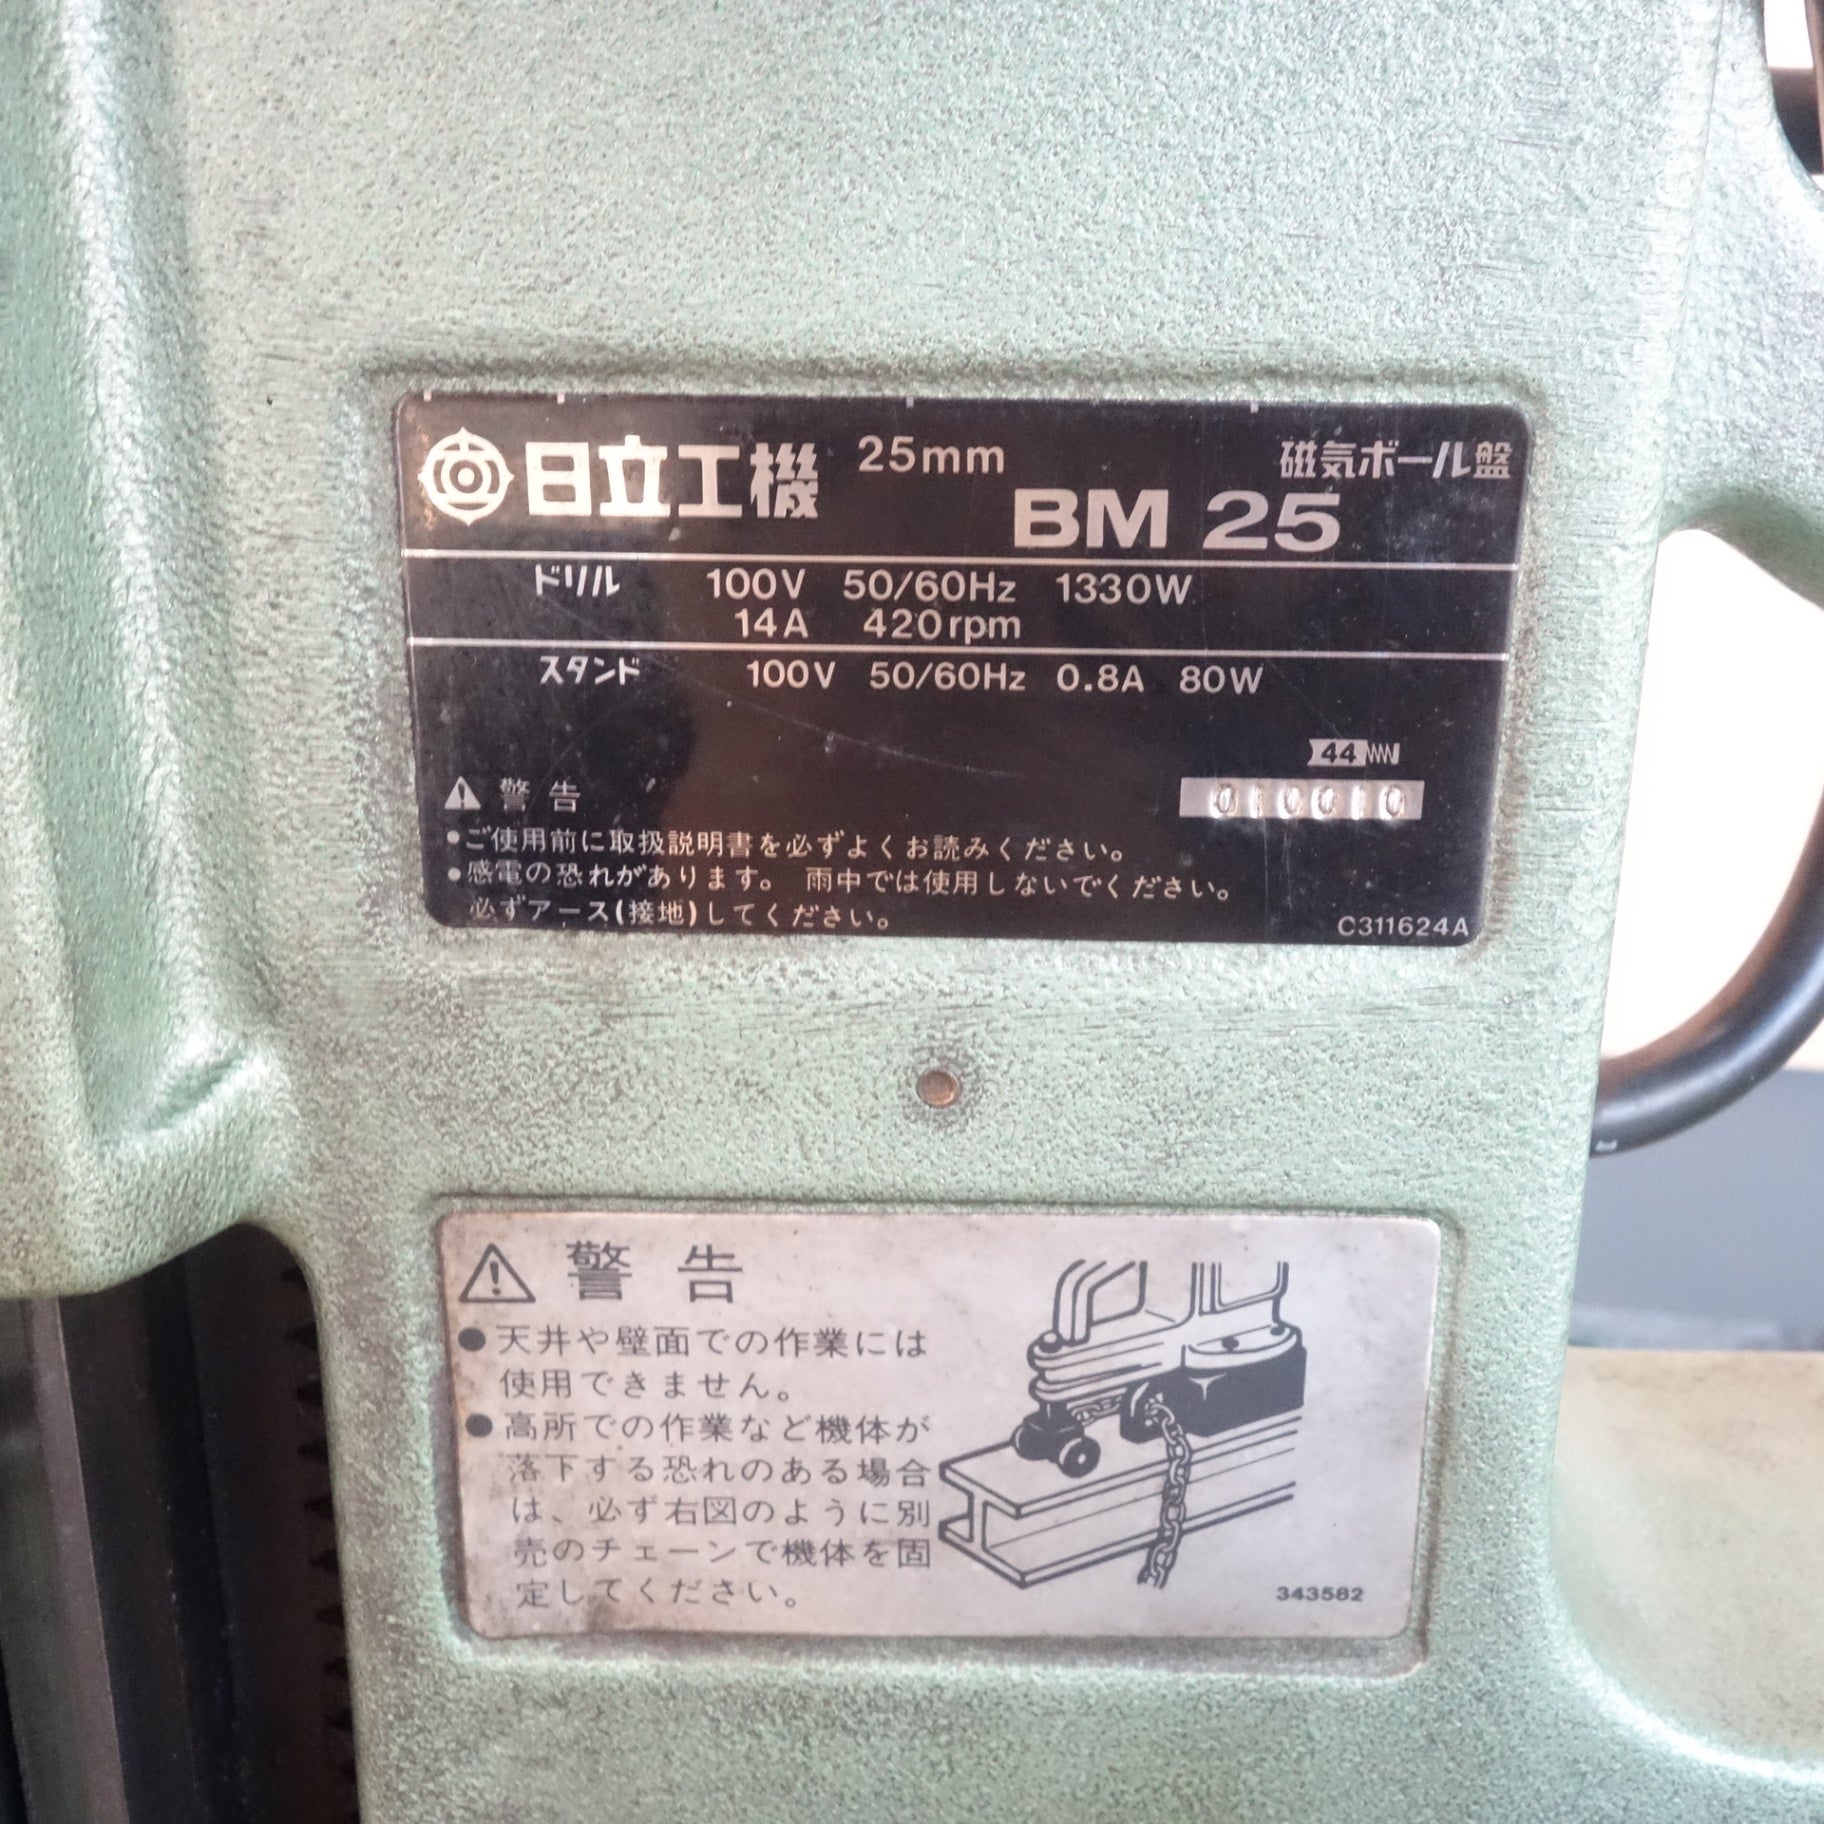 日立工機 25mm 磁気ボール盤
BM 25
ドリル 100V 50/60Hz 1330W
14A 420rpm
スタンド 100V 50/60Hz 0.8A 80W
44
010010
警告
•ご使用前に取扱説明書を必ずよくお読みください。
•感電の恐れがあります。 雨中では使用しないでください。
必ずアース(接地)してください。
C311624A
警告
●天井や壁面での作業には
使用できません。
●高所での作業など機体が
落下する恐れのある場合
は、必ず右図のように別
売のチェーンで機体を固
定してください。
343582